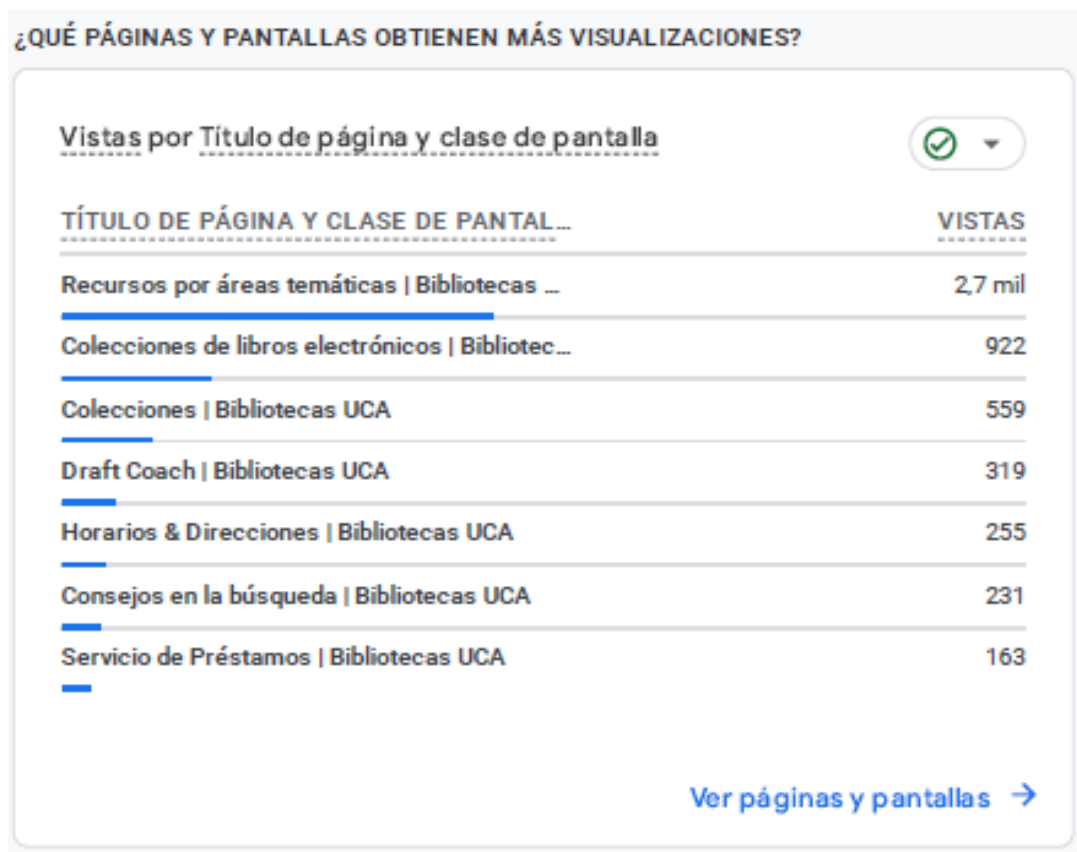 ¿QUÉ PÁGINAS Y PANTALLAS OBTIENEN MÁS VISUALIZACIONES?
Vistas por Título de página y clase de pantalla
TÍTULO DE PÁGINA Y CLASE DE PANTAL... VISTAS
Recursos por áreas temáticas | Bibliotecas ... 2,7 mil
Colecciones de libros electrónicos | Bibliotec... 922
Colecciones | Bibliotecas UCA 559
Draft Coach | Bibliotecas UCA 319
Horarios & Direcciones | Bibliotecas UCA 255
Consejos en la búsqueda | Bibliotecas UCA 231
Servicio de Préstamos | Bibliotecas UCA 163
Ver páginas y pantallas →